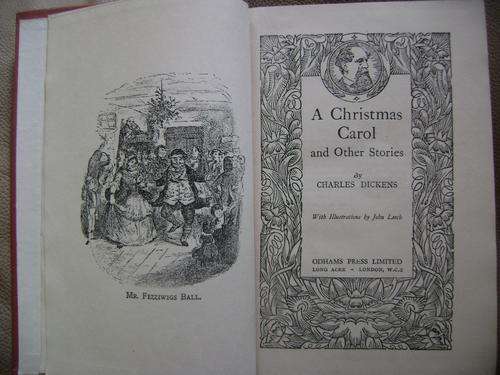 Mr. Fezziwigs Ball.
A Christmas
Carol
and Other Stories
By
CHARLES DICKENS
With Illustrations by John Leech
ODHAMS PRESS LIMITED
LONG ACRE - LONDON, W.C.2